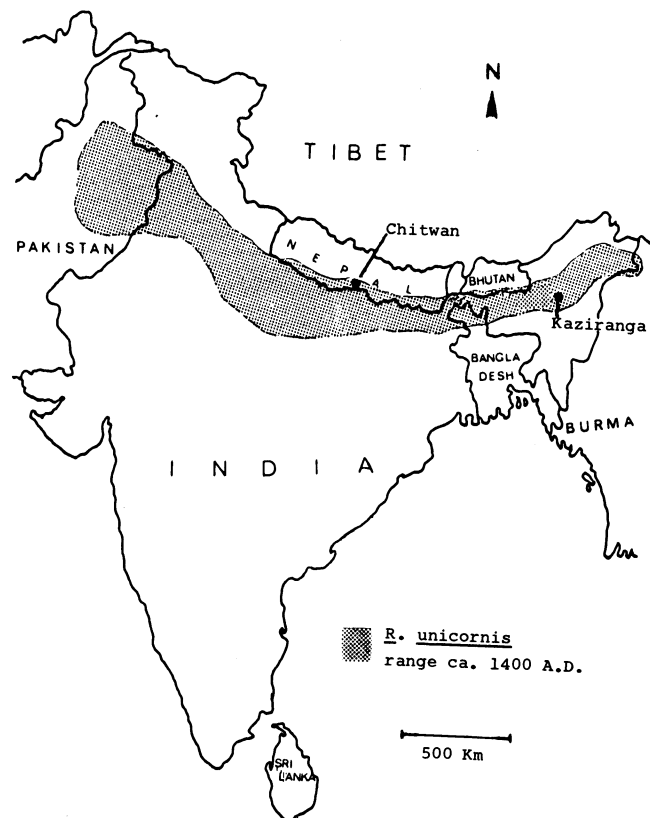 N
TIBET
Chitwan
PAKISTAN
NEPAL
BHUTAN
Kaziranga
BANGLA
DESH
BURMA
INDIA
R. unicornis
range ca. 1400 A.D.
500 Km
SRI
LANKA